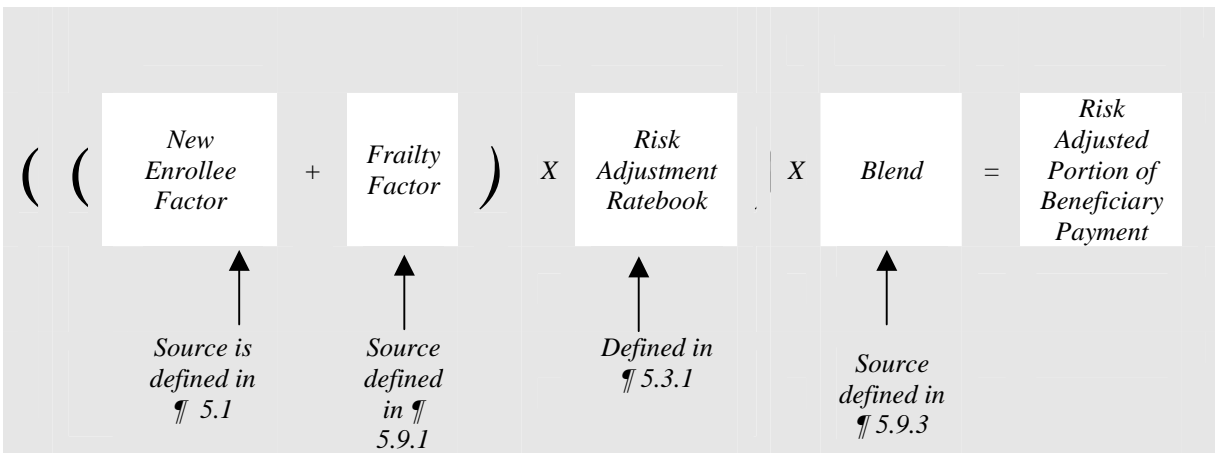 ( ( New Enrollee Factor + Frailty Factor ) X Risk Adjustment Ratebook ) X Blend = Risk Adjusted Portion of Beneficiary Payment
Source is
defined in
¶ 5.1
Source
defined
in ¶
5.9.1
Defined in
¶ 5.3.1
Source
defined in
¶ 5.9.3